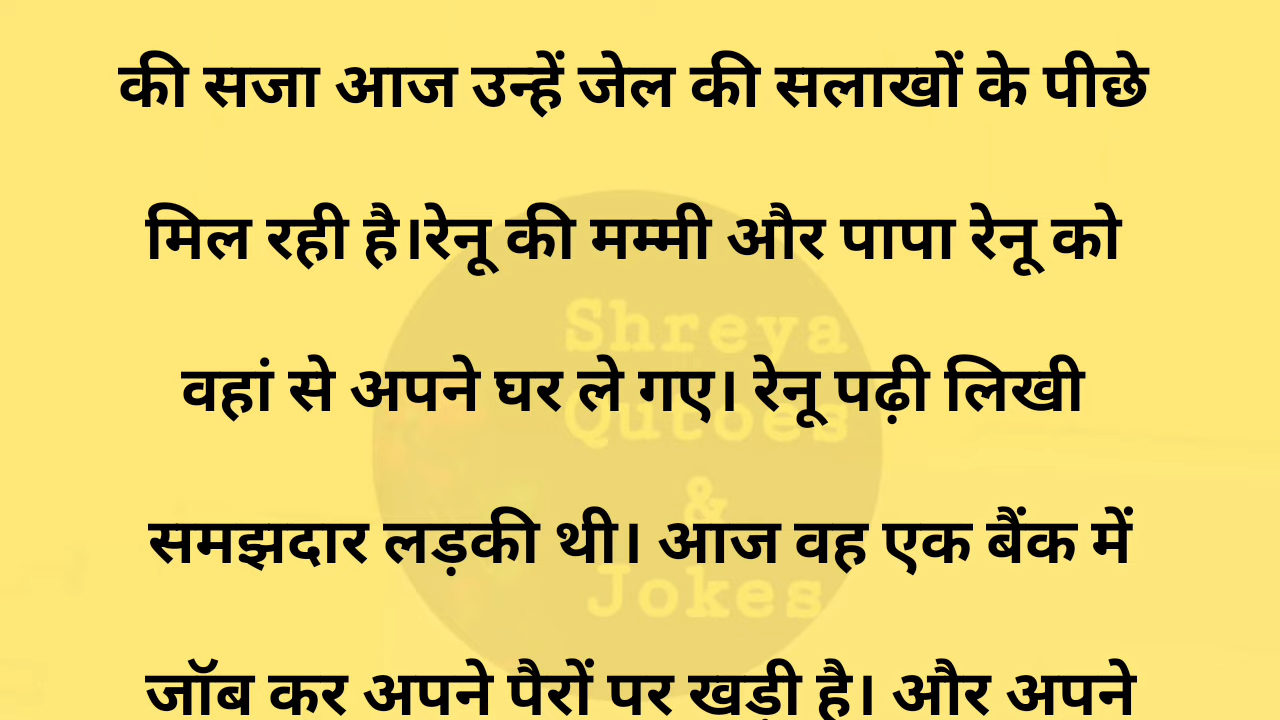 की सजा आज उन्हें जेल की सलाखों के पीछे
मिल रही है।रेनू की मम्मी और पापा रेनू को
Shreya
वहां से अपने घर ले गए। रेनू पढ़ी लिखी
Qutoes
&
समझदार लड़की थी। आज वह एक बैंक में
Jokes
जॉब कर अपने पैरों पर खड़ी है। और अपने